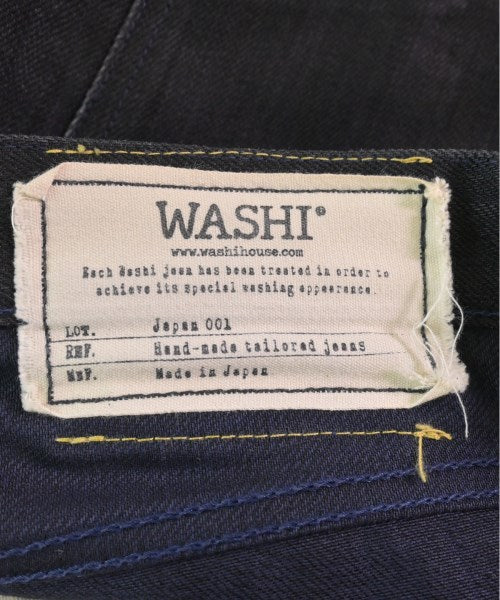 WASHI®
www.washihouse.com
Each Washi jean has been treated in order to
achieve its special washing appearance.
LOT. Japan 001
REF. Hand-made tailored jeans
MNF. Made in Japan